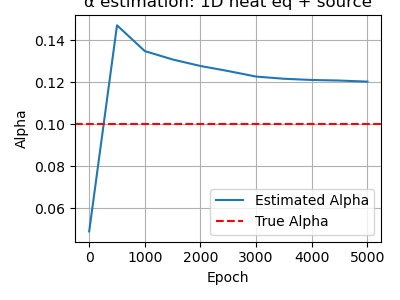 α estimation: 1D heat eq + source
0.14
0.12
0.10
0.08
0.06
Alpha
Estimated Alpha
True Alpha
0 1000 2000 3000 4000 5000
Epoch